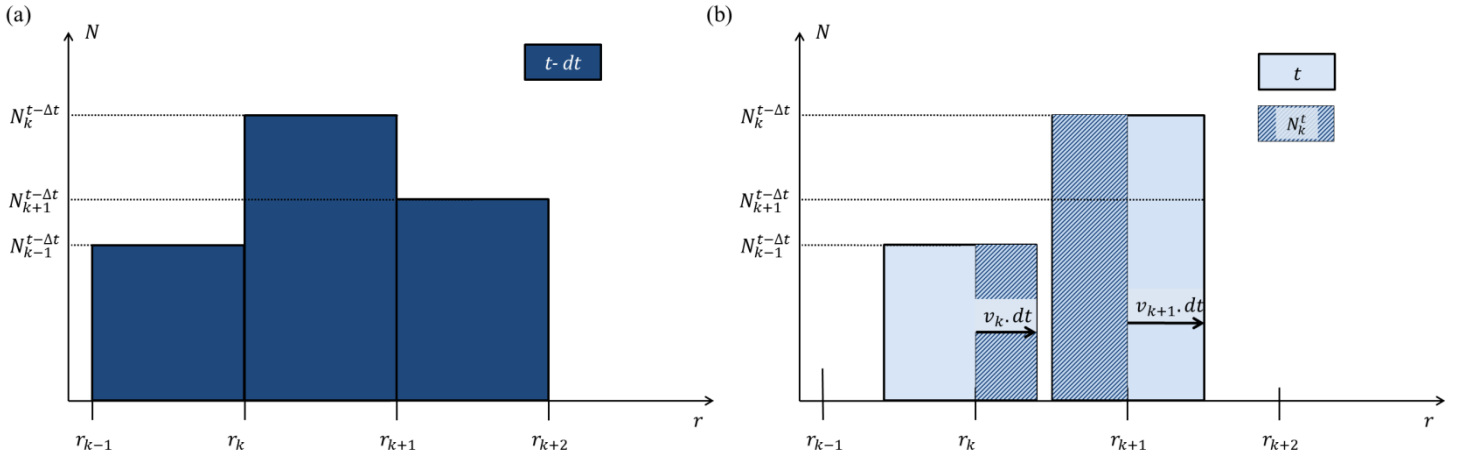 (a)
N
t- dt
N_k^{t−Δt}
N_{k+1}^{t−Δt}
N_{k−1}^{t−Δt}
r_{k−1} r_k r_{k+1} r_{k+2} r
(b)
N
t
N_k^t
N_k^{t−Δt}
N_{k+1}^{t−Δt}
N_{k−1}^{t−Δt}
v_k. dt
v_{k+1}. dt
r_{k−1} r_k r_{k+1} r_{k+2} r